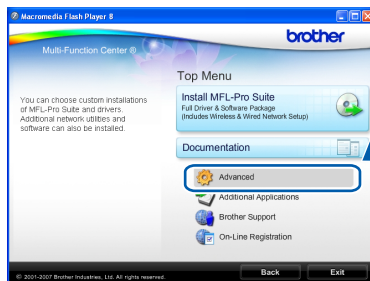 Macromedia Flash Player 8
brother
Multi-Function Center ®
Top Menu
You can choose custom installations
of MFL-Pro Suite and drivers.
Additional network utilities and
software can also be installed.
Install MFL-Pro Suite
Full Driver & Software Package
(Includes Wireless & Wired Network Setup)
Documentation
Advanced
Additional Applications
Brother Support
On-Line Registration
© 2001-2007 Brother Industries, Ltd. All rights reserved.
Back
Exit